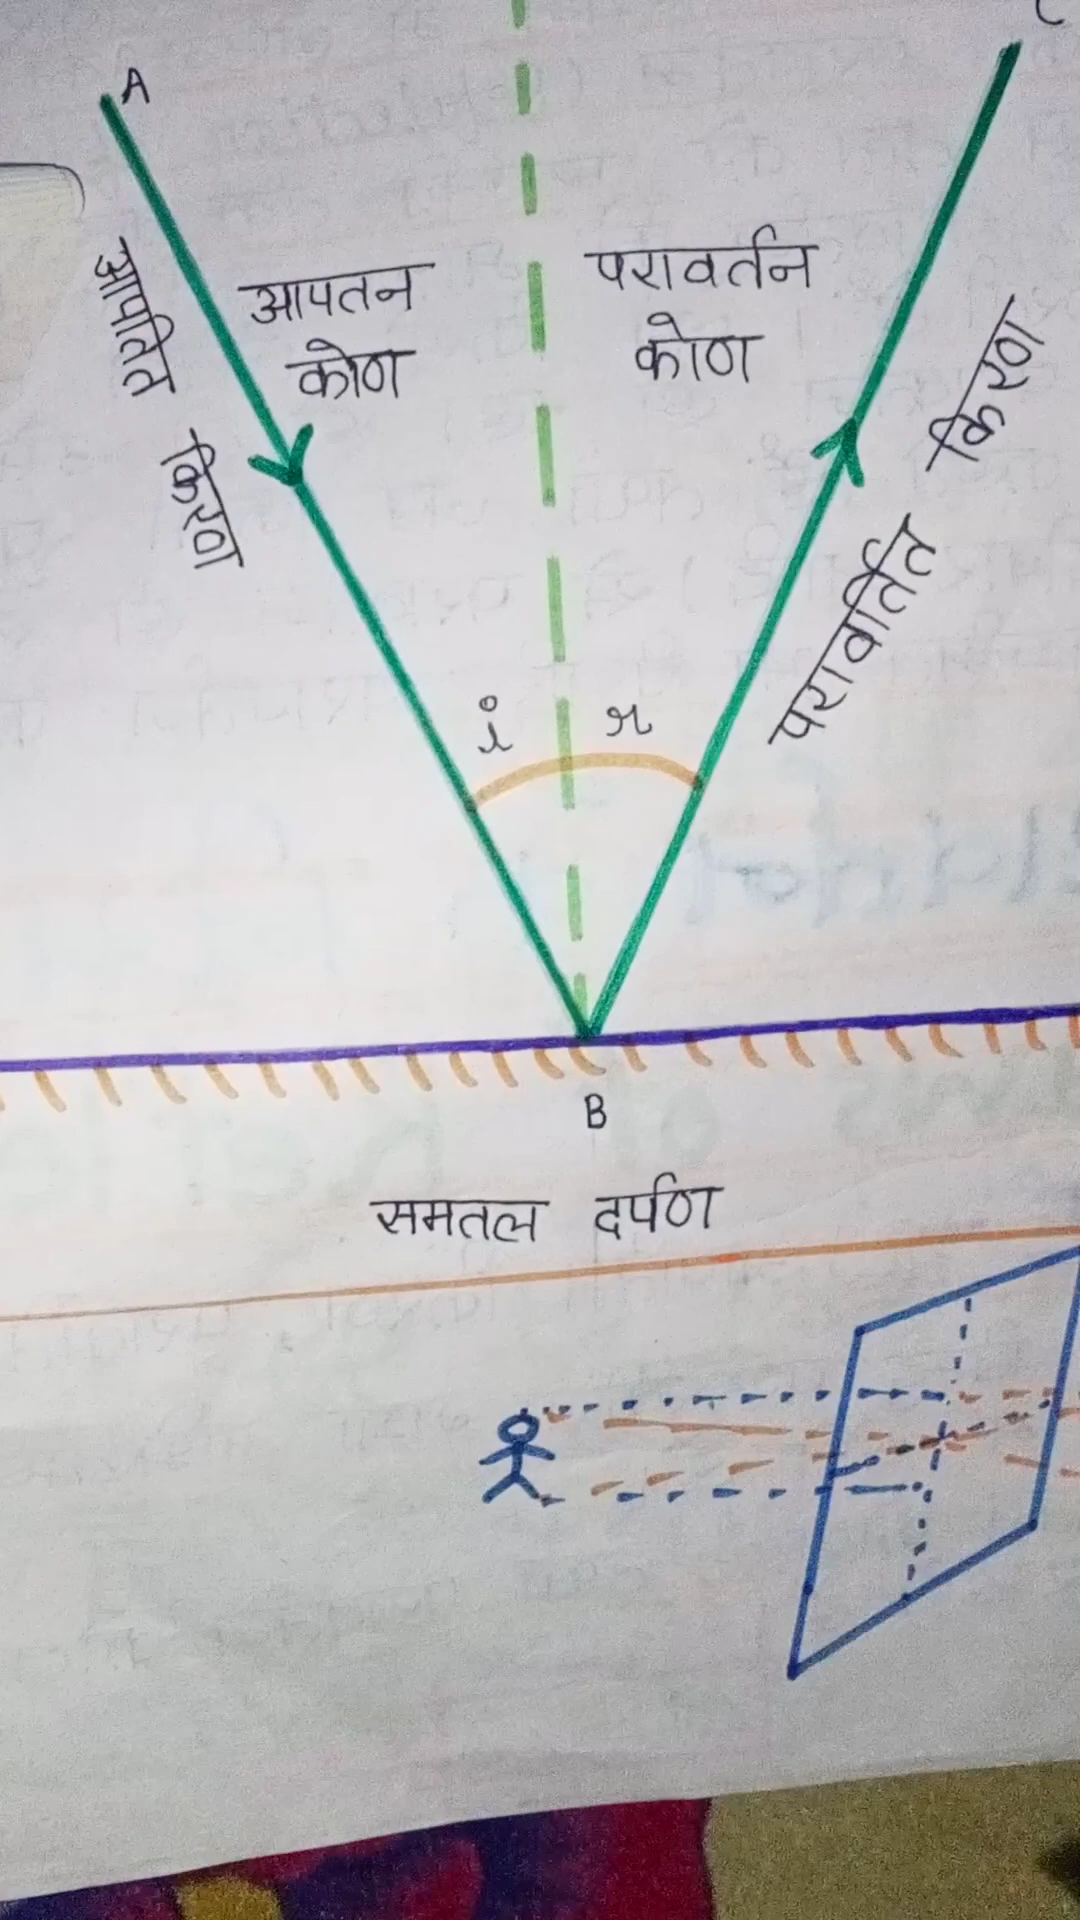 A
C
आपतित किरण
आपतन
कोण
परावर्तन
कोण
परावर्तित किरण
i
r
B
समतल दर्पण